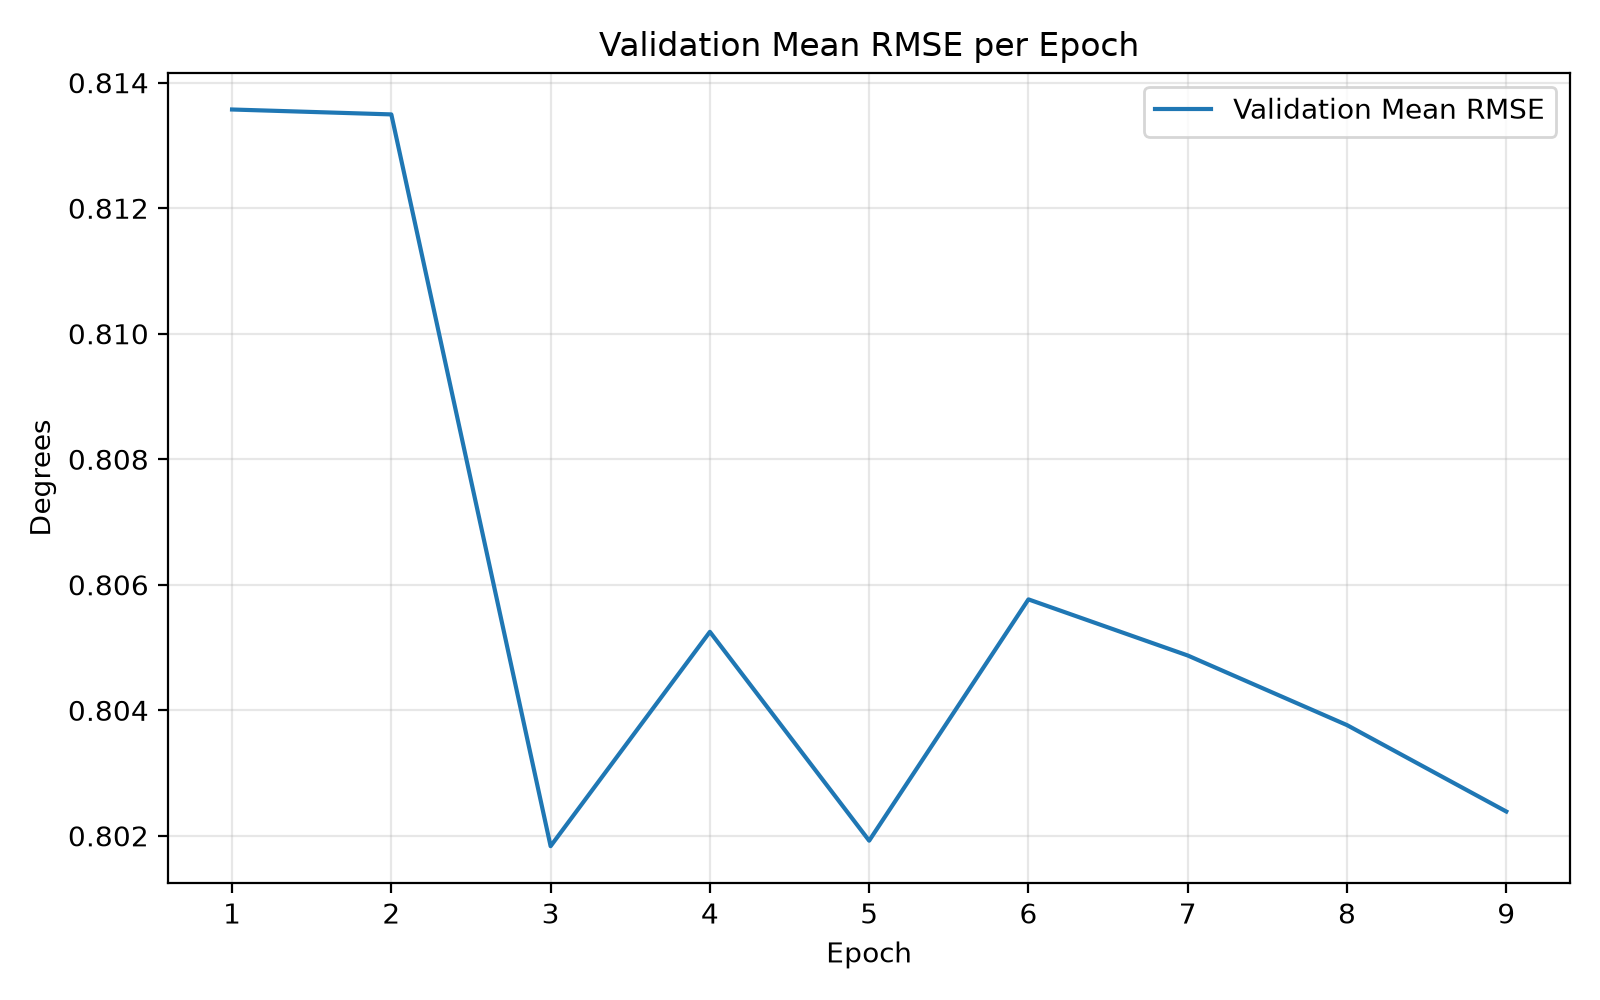 Validation Mean RMSE per Epoch
Validation Mean RMSE
0.814
0.812
0.810
0.808
0.806
0.804
0.802
Degrees
1 2 3 4 5 6 7 8 9
Epoch